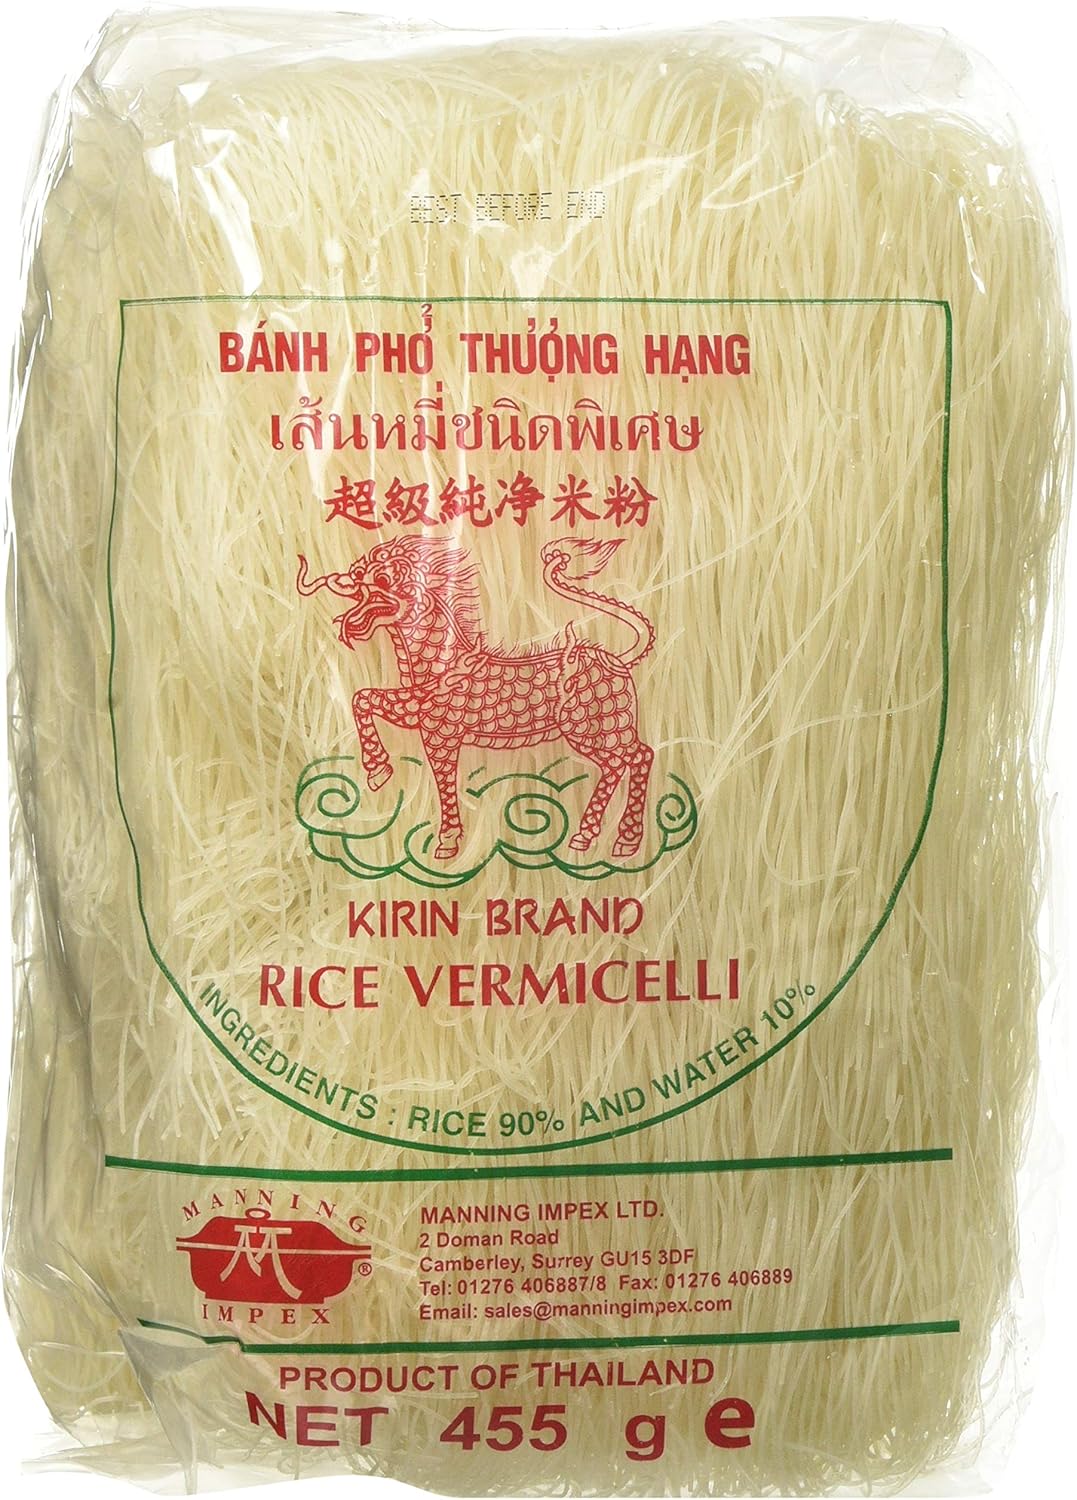 BEST BEFORE END
BÁNH PHỞ THƯỢNG HẠNG
เส้นหมี่ชนิดพิเศษ
超級純净米粉
KIRIN BRAND
RICE VERMICELLI
INGREDIENTS : RICE 90% AND WATER 10%
MANNING
IMPEX
®
MANNING IMPEX LTD.
2 Doman Road
Camberley, Surrey GU15 3DF
Tel: 01276 406887/8 Fax: 01276 406889
Email: sales@manningimpex.com
PRODUCT OF THAILAND
NET 455 g e